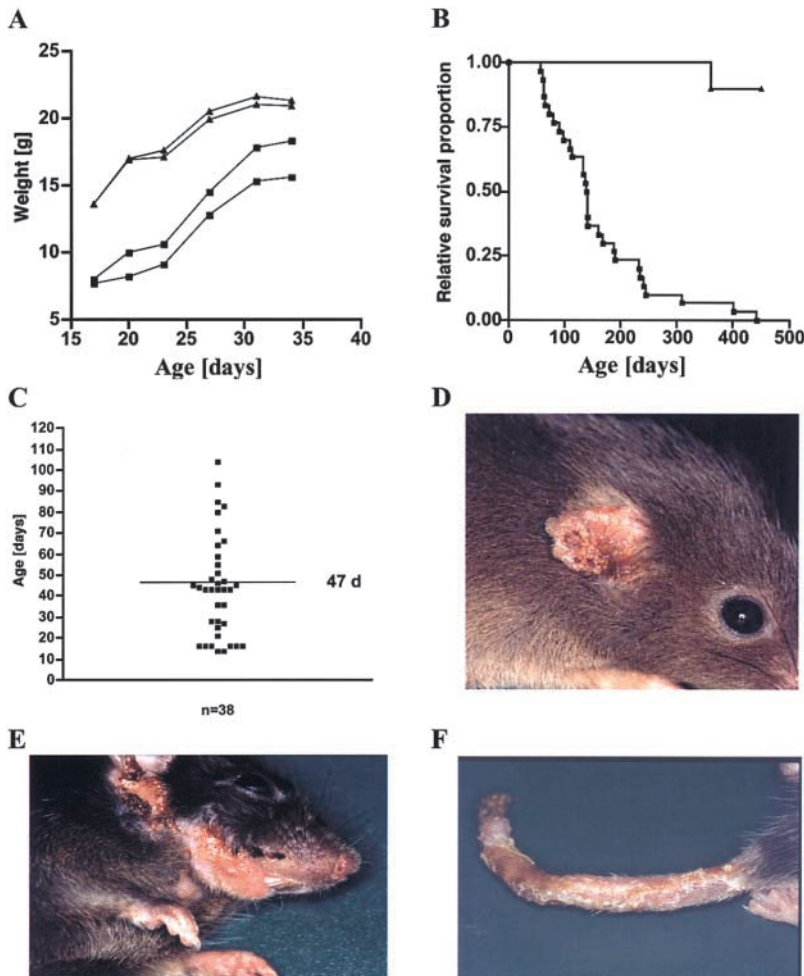 A
Weight [g]
25
20
15
10
5
15 20 25 30 35 40
Age [days]
B
Relative survival proportion
1.00
0.75
0.50
0.25
0.00
0 100 200 300 400 500
Age [days]
C
Age [days]
120
110
100
90
80
70
60
50
40
30
20
10
0
47 d
n=38
D
E
F